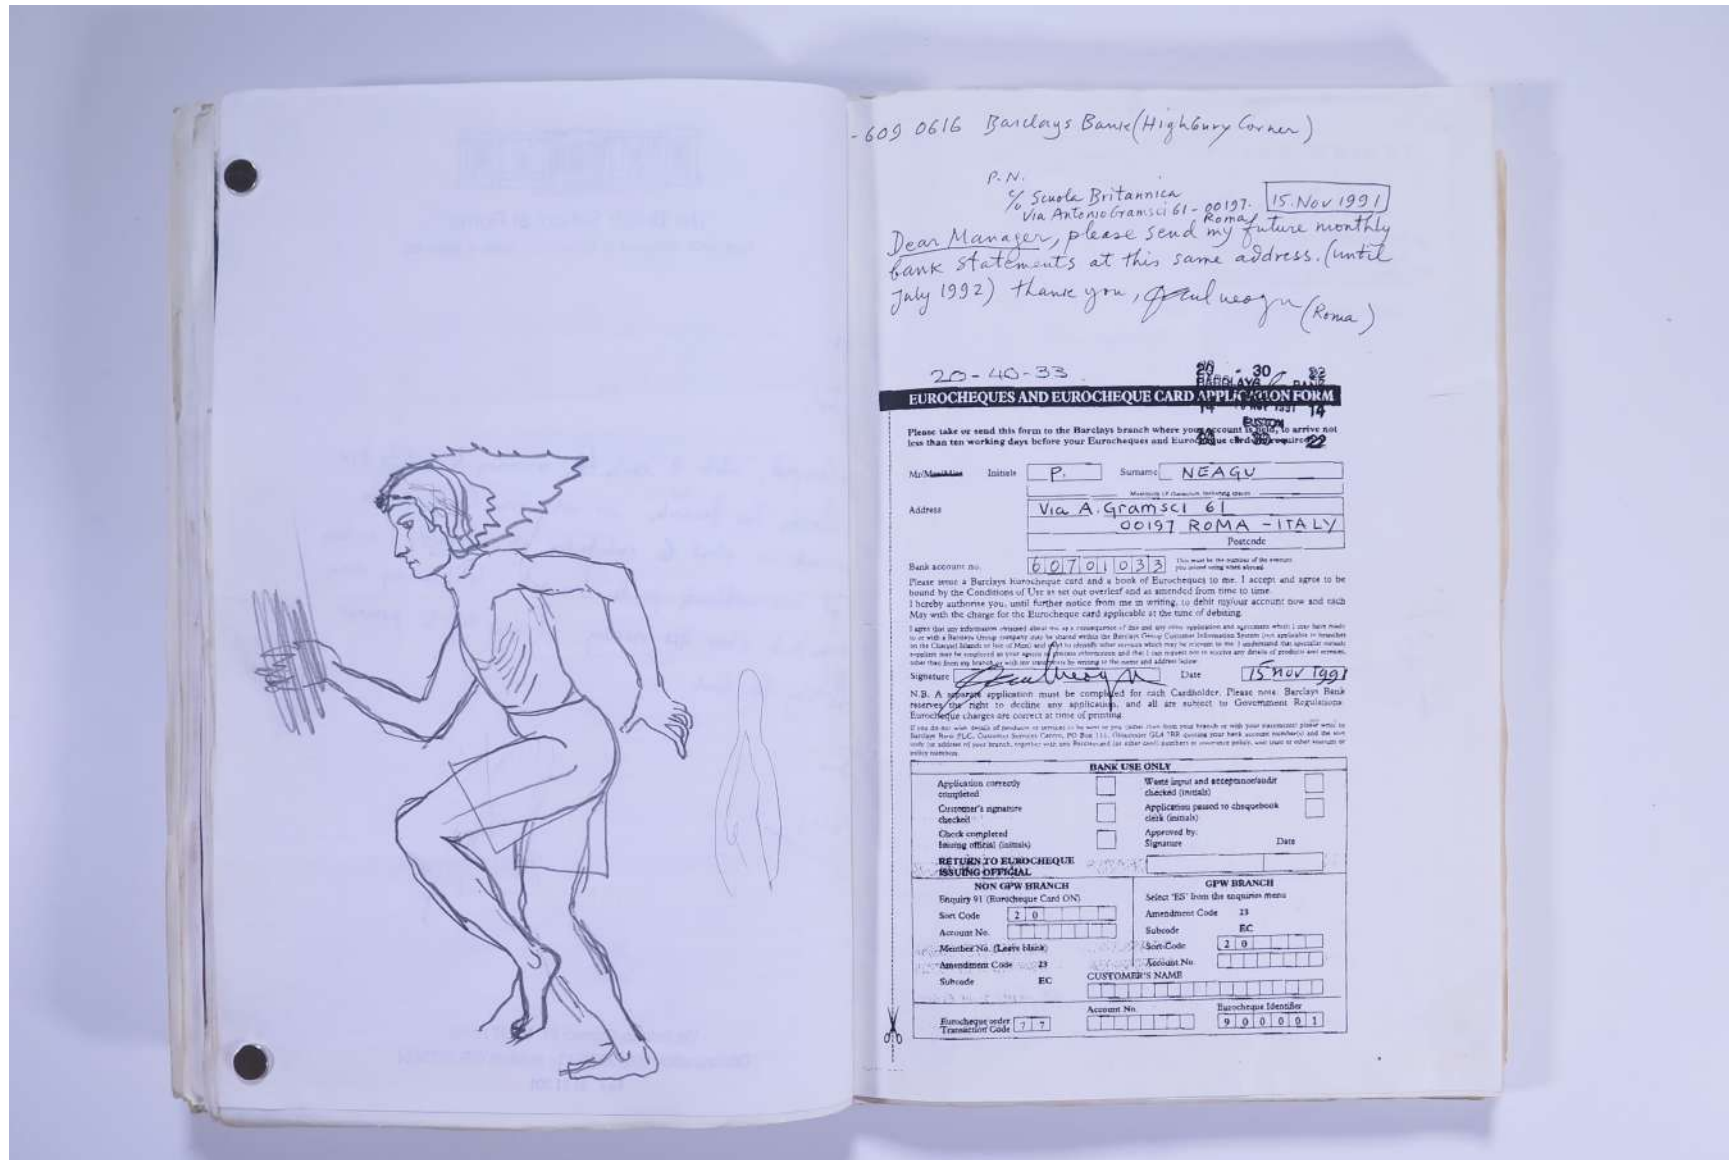 - 609 0616 Barclays Bank (Highbury Corner)
P.N.
c/o Scuola Britannica
Via Antonio Gramsci 61 - 00197. Roma
15. Nov 1991
Dear Manager, please send my future monthly
bank statements at this same address. (until
July 1992) thank you, Paul Neagu (Roma)
20-40-33
EUROCHEQUES AND EUROCHEQUE CARD APPLICATION FORM
Please take or send this form to the Barclays branch where your account is held, to arrive not
less than ten working days before your Eurocheques and Eurocheque card are required.
Mr/Mrs/Miss Initials P. Surname NEAGU
Address Via A. Gramsci 61
00197 ROMA - ITALY
Postcode
Bank account no. 60701033
Please issue a Barclays Eurocheque card and a book of Eurocheques to me. I accept and agree to be
bound by the Conditions of Use as set out overleaf and as amended from time to time.
I hereby authorise you, until further notice from me in writing, to debit my/our account now and each
May with the charge for the Eurocheque card applicable at the time of debiting.
Signature Paul Neagu Date 15 nov 1991
N.B. A separate application must be completed for each Cardholder. Please note: Barclays Bank
reserves the right to decline any application, and all are subject to Government Regulations.
Eurocheque charges are correct at time of printing.
BANK USE ONLY
Application correctly
completed
Customer's signature
checked
Check completed
Issuing official (initials)
RETURN TO EUROCHEQUE
ISSUING OFFICIAL
Waste input and acceptance/audit
checked (initials)
Application passed to chequebook
clerk (initials)
Approved by:
Signature Date
NON GPW BRANCH
Enquiry 91 (Eurocheque Card ON)
Sort Code 2 0
Account No.
Member No. (Leave blank)
Amendment Code 23
Subcode EC
GPW BRANCH
Select 'ES' from the enquiries menu
Amendment Code 23
Subcode EC
Sort Code 2 0
Account No.
CUSTOMER'S NAME
Eurocheque order
Transaction Code 7 7
Account No.
Eurocheque Identifier
9 0 0 0 0 1